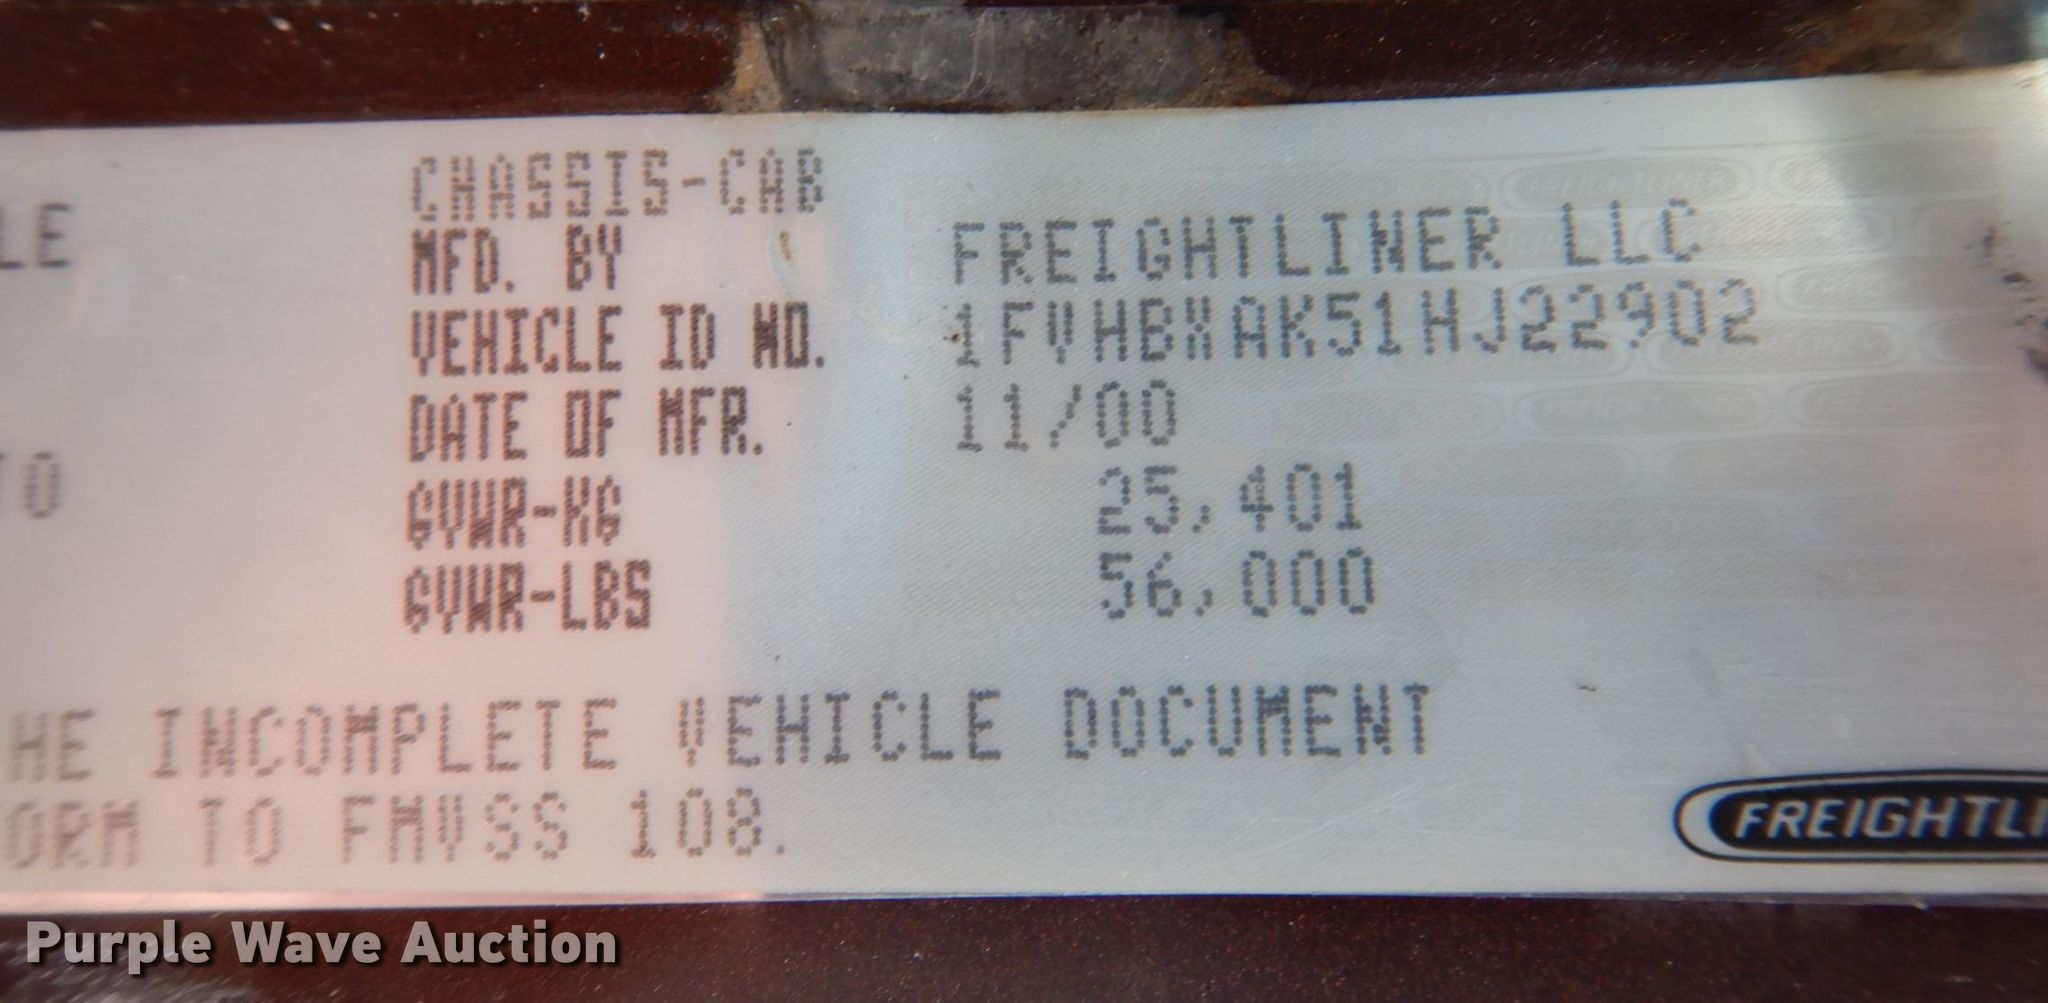 CHASSIS-CAB
LE
MFD. BY FREIGHTLINER LLC
VEHICLE ID NO. 1FVHBXAK51HJ22902
DATE OF MFR. 11/00
TO
GVWR-KG 25,401
GVWR-LBS 56,000
HE INCOMPLETE VEHICLE DOCUMENT
ORM TO FMVSS 108.
FREIGHTLI
Purple Wave Auction